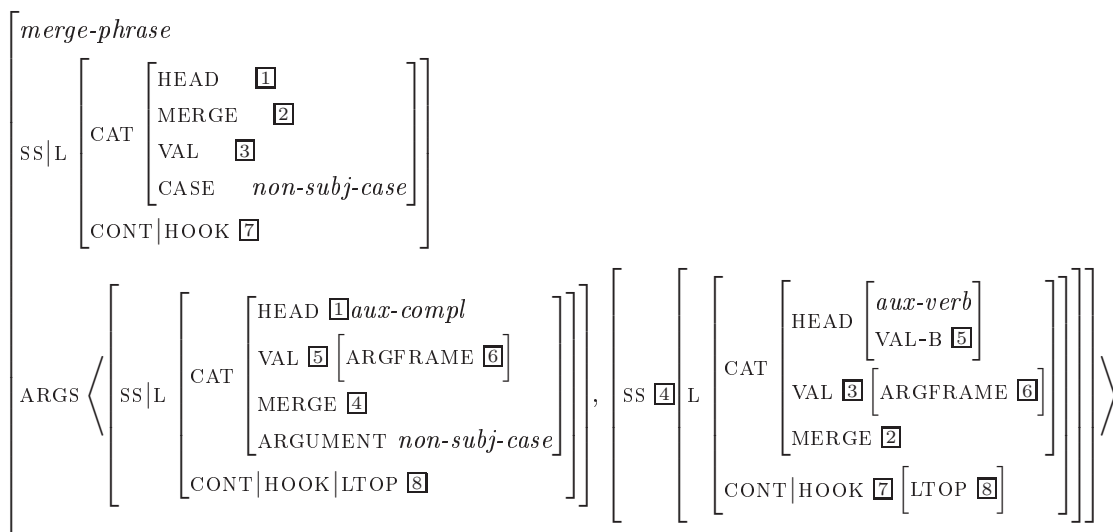 merge-phrase
SS|L
CAT
HEAD 1
MERGE 2
VAL 3
CASE non-subj-case
CONT|HOOK 7
ARGS
SS|L
CAT
HEAD 1 aux-compl
VAL 5 ARGFRAME 6
MERGE 4
ARGUMENT non-subj-case
CONT|HOOK|LTOP 8
,
SS 4
L
CAT
HEAD
aux-verb
VAL-B 5
VAL 3 ARGFRAME 6
MERGE 2
CONT|HOOK 7 LTOP 8